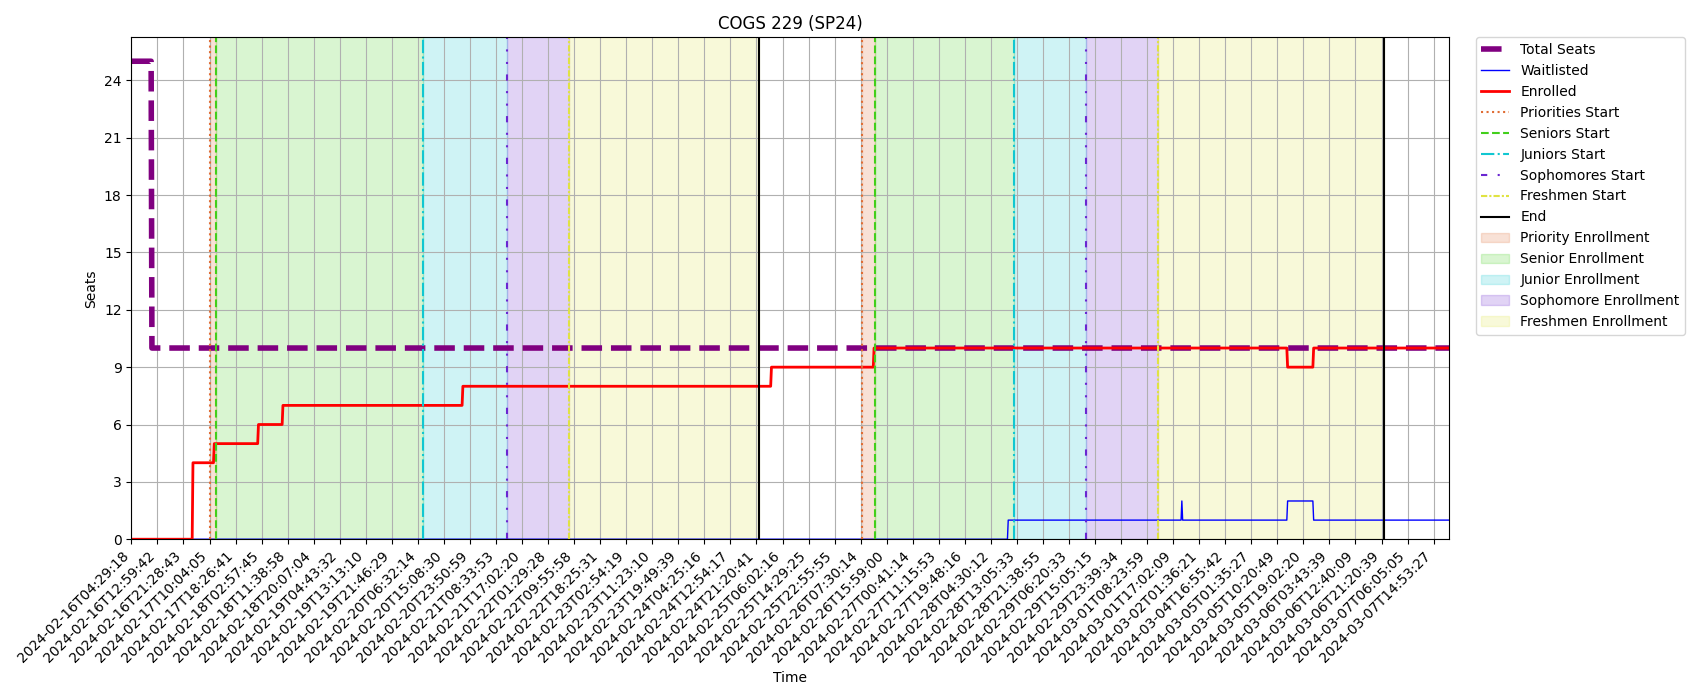 COGS 229 (SP24)
Seats
24
21
18
15
12
9
6
3
0
2024-02-16T04:29:18
2024-02-16T12:59:42
2024-02-16T21:28:43
2024-02-17T10:04:05
2024-02-17T18:26:41
2024-02-18T02:57:45
2024-02-18T11:38:58
2024-02-18T20:07:04
2024-02-19T04:43:32
2024-02-19T13:13:10
2024-02-19T21:46:29
2024-02-20T06:32:14
2024-02-20T15:08:30
2024-02-20T23:50:59
2024-02-21T08:33:53
2024-02-21T17:02:20
2024-02-22T01:29:28
2024-02-22T09:55:58
2024-02-22T18:25:31
2024-02-23T02:54:19
2024-02-23T11:23:10
2024-02-23T19:49:39
2024-02-24T04:25:16
2024-02-24T12:54:17
2024-02-24T21:20:41
2024-02-25T06:02:16
2024-02-25T14:29:25
2024-02-25T22:55:55
2024-02-26T07:30:14
2024-02-26T15:59:00
2024-02-27T00:41:14
2024-02-27T11:15:53
2024-02-27T19:48:16
2024-02-28T04:30:12
2024-02-28T13:05:33
2024-02-28T21:38:55
2024-02-29T06:20:33
2024-02-29T15:05:15
2024-02-29T23:39:34
2024-03-01T08:23:59
2024-03-01T17:02:09
2024-03-02T01:36:21
2024-03-04T16:55:42
2024-03-05T01:35:27
2024-03-05T10:20:49
2024-03-05T19:02:20
2024-03-06T03:43:39
2024-03-06T12:40:09
2024-03-06T21:20:39
2024-03-07T06:05:05
2024-03-07T14:53:27
Time
Total Seats
Waitlisted
Enrolled
Priorities Start
Seniors Start
Juniors Start
Sophomores Start
Freshmen Start
End
Priority Enrollment
Senior Enrollment
Junior Enrollment
Sophomore Enrollment
Freshmen Enrollment